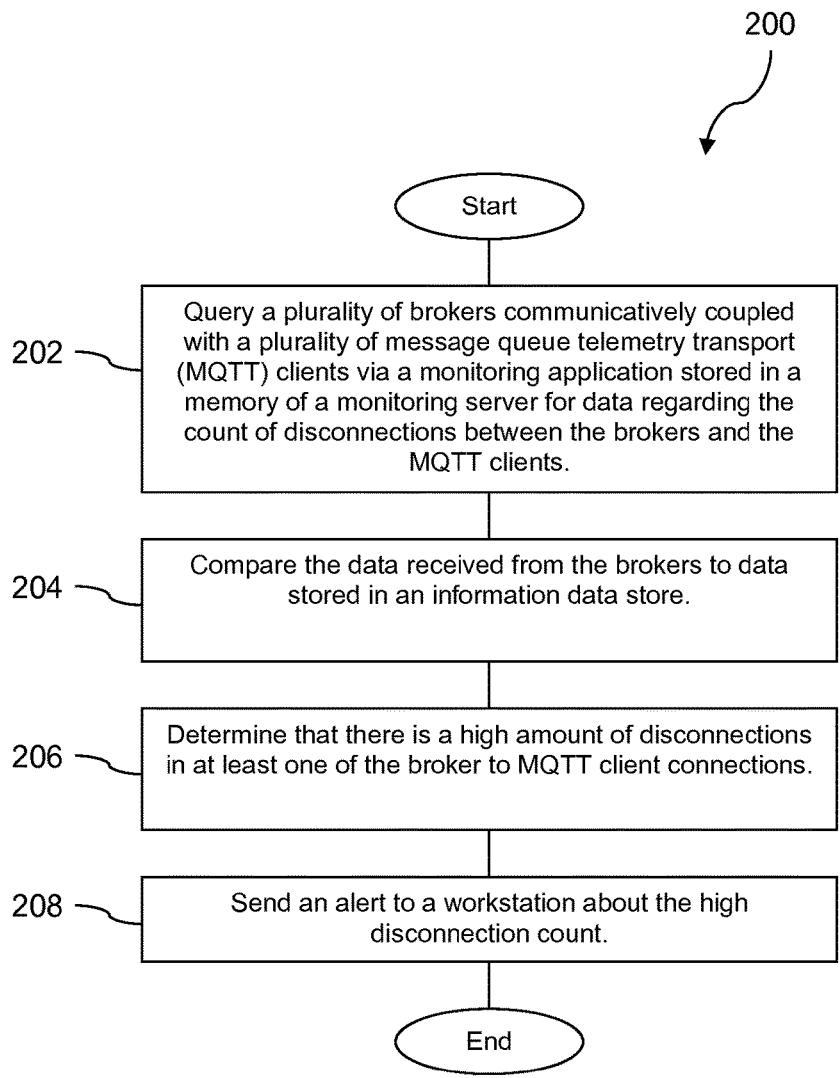 200
Start
202
Query a plurality of brokers communicatively coupled
with a plurality of message queue telemetry transport
(MQTT) clients via a monitoring application stored in a
memory of a monitoring server for data regarding the
count of disconnections between the brokers and the
MQTT clients.
204
Compare the data received from the brokers to data
stored in an information data store.
206
Determine that there is a high amount of disconnections
in at least one of the broker to MQTT client connections.
208
Send an alert to a workstation about the high
disconnection count.
End